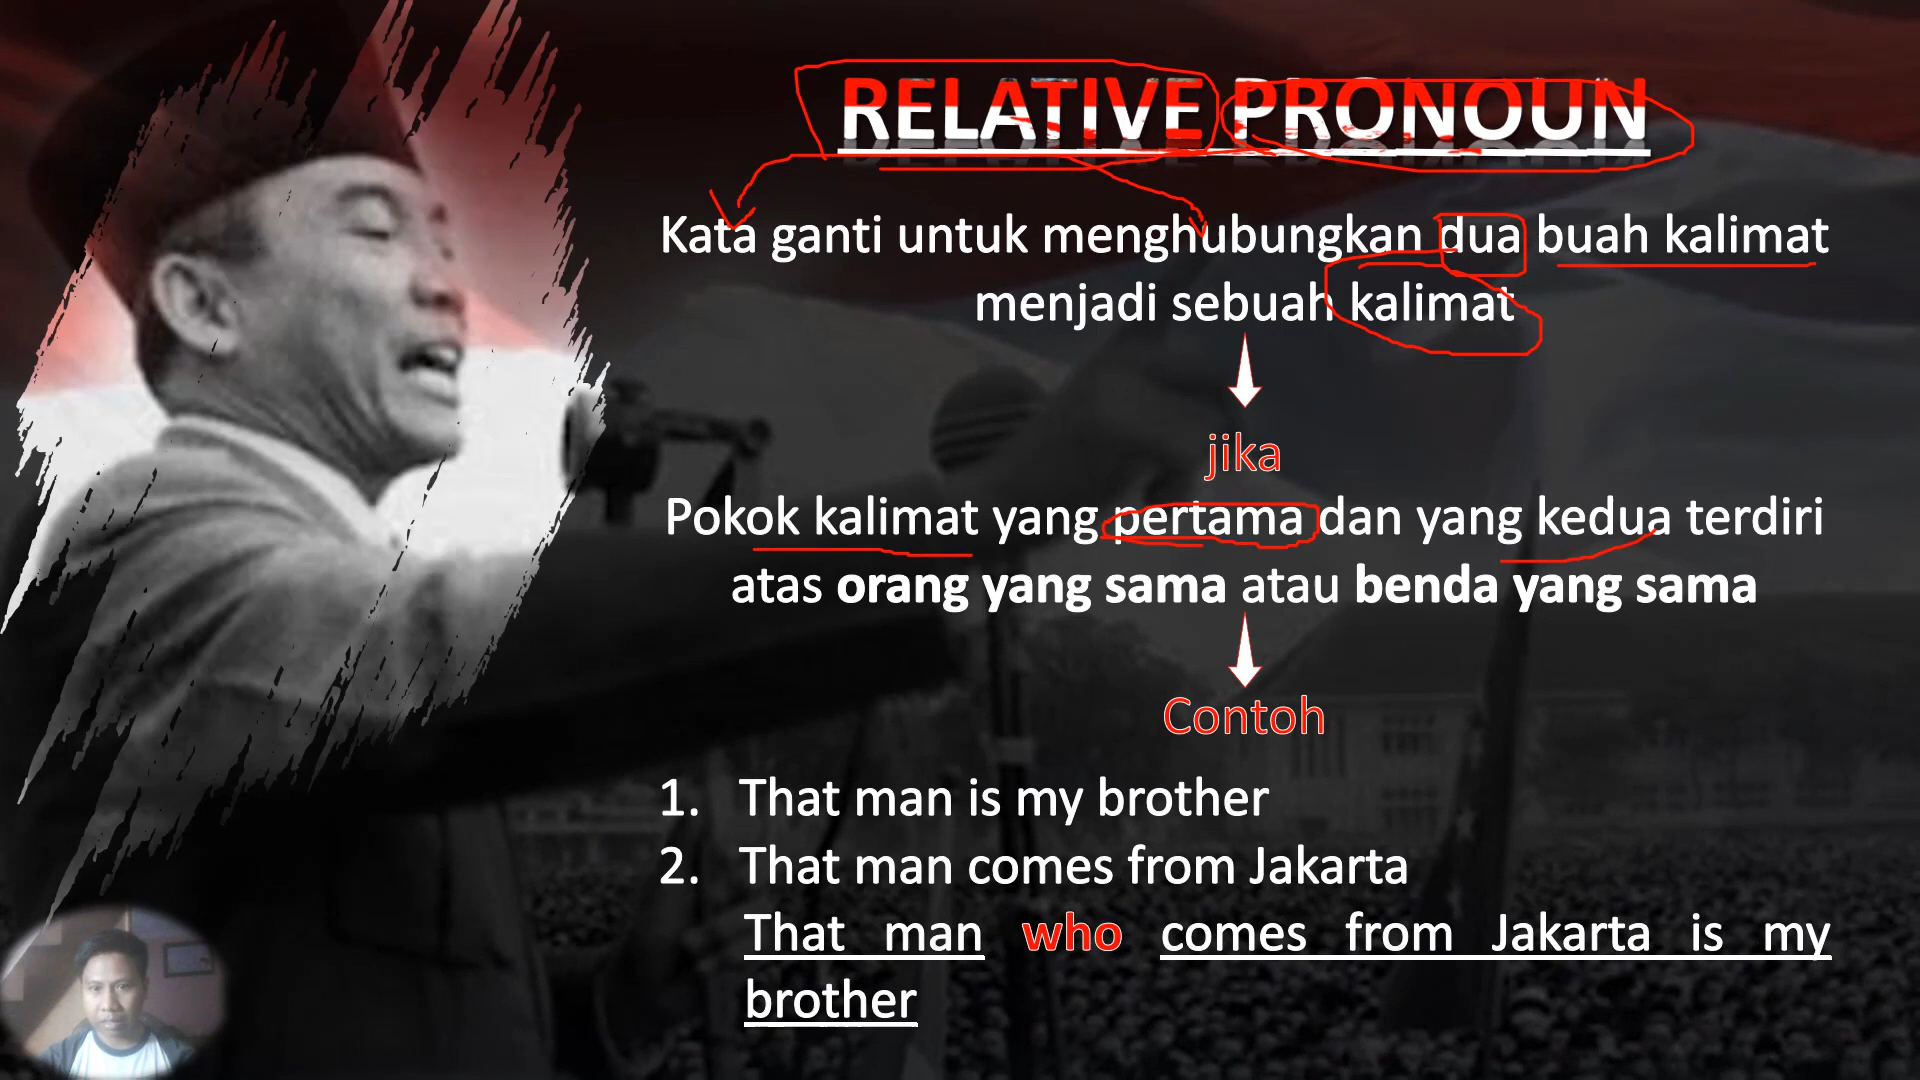 RELATIVE PRONOUN
Kata ganti untuk menghubungkan dua buah kalimat
menjadi sebuah kalimat
jika
Pokok kalimat yang pertama dan yang kedua terdiri
atas orang yang sama atau benda yang sama
Contoh
1. That man is my brother
2. That man comes from Jakarta
That man who comes from Jakarta is my
brother